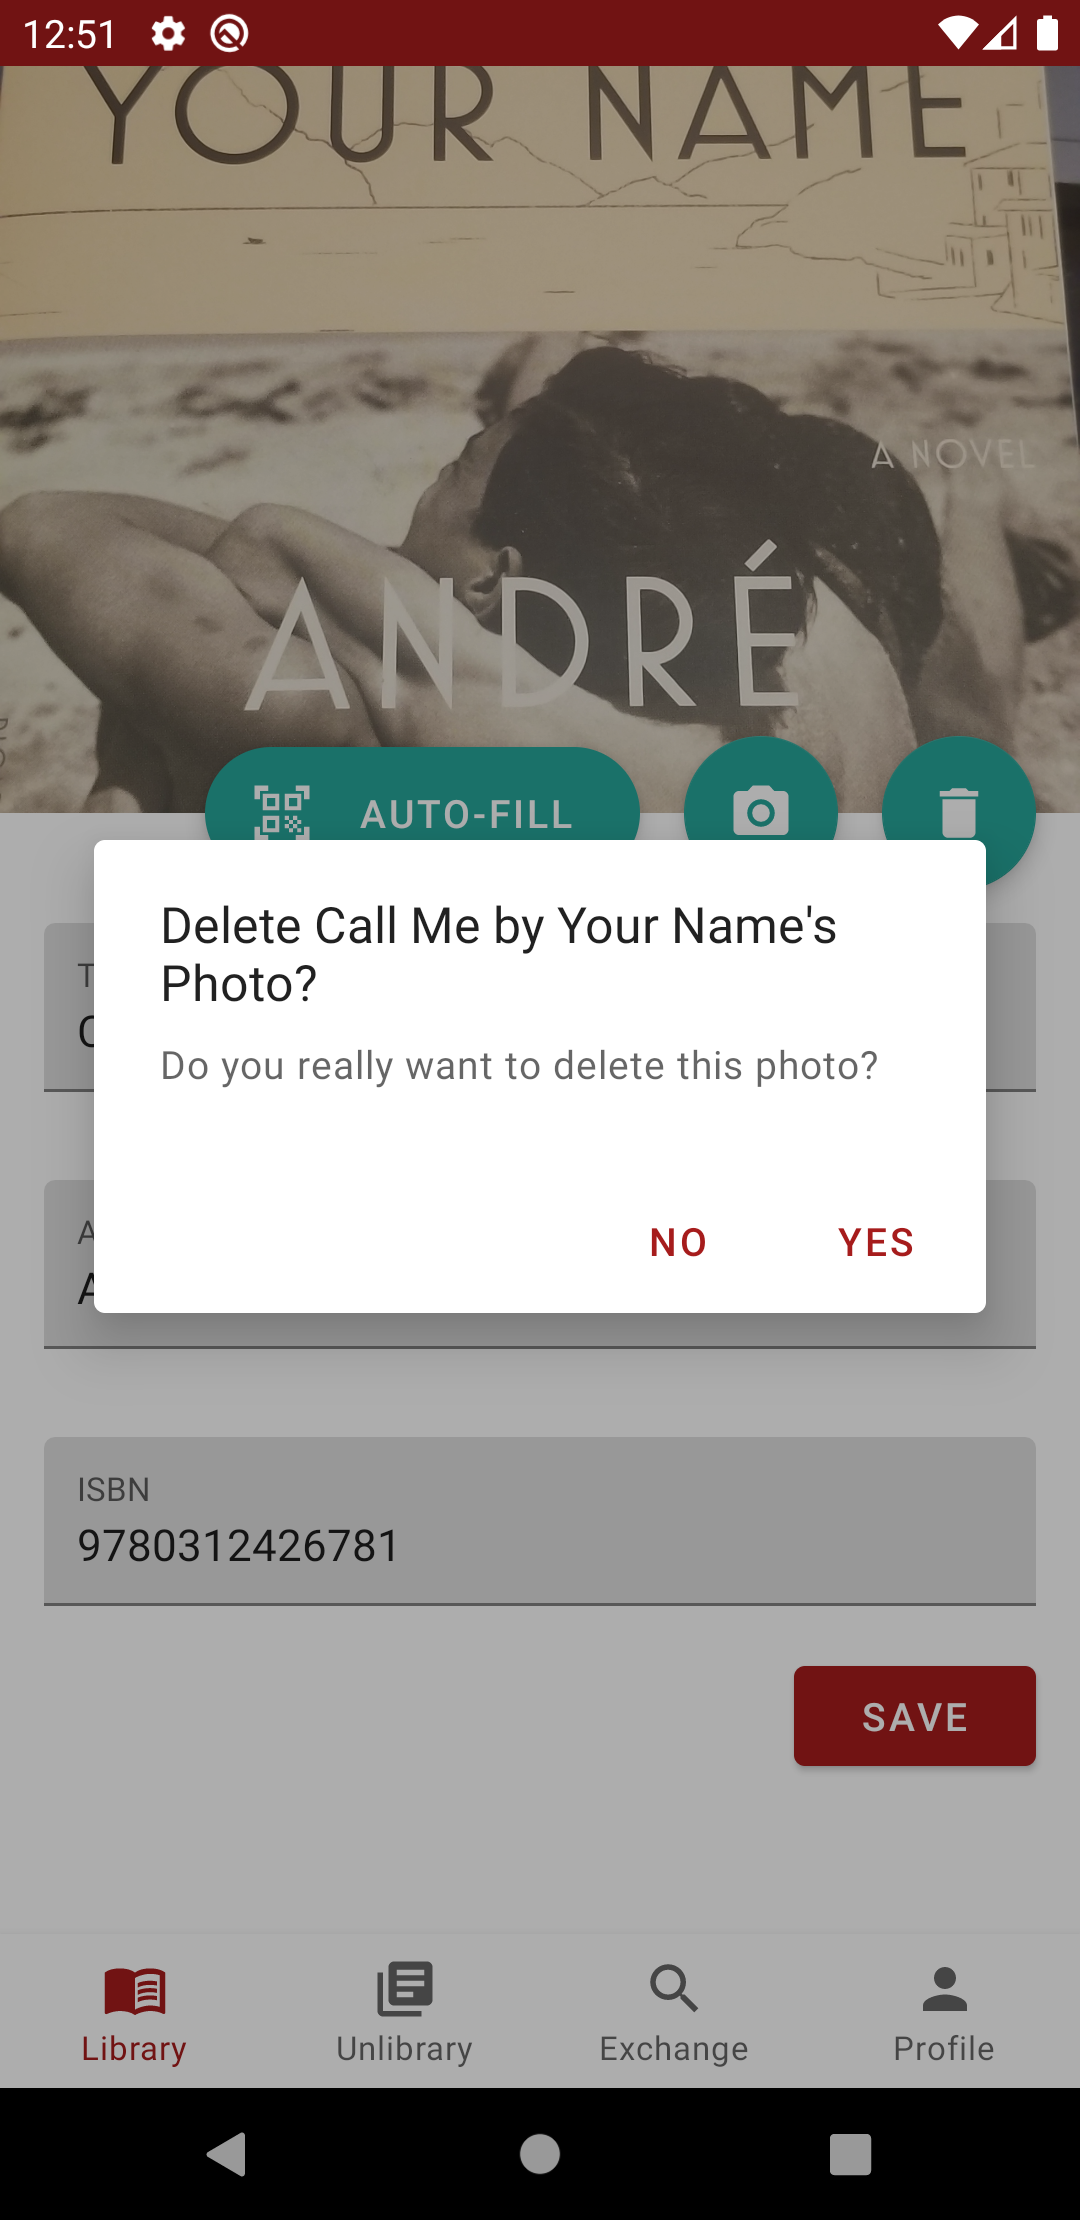 12:51
YOUR NAME
A NOVEL
ANDRÉ
AUTO-FILL
Delete Call Me by Your Name's
Photo?
Do you really want to delete this photo?
NO YES
ISBN
9780312426781
SAVE
Library Unlibrary Exchange Profile